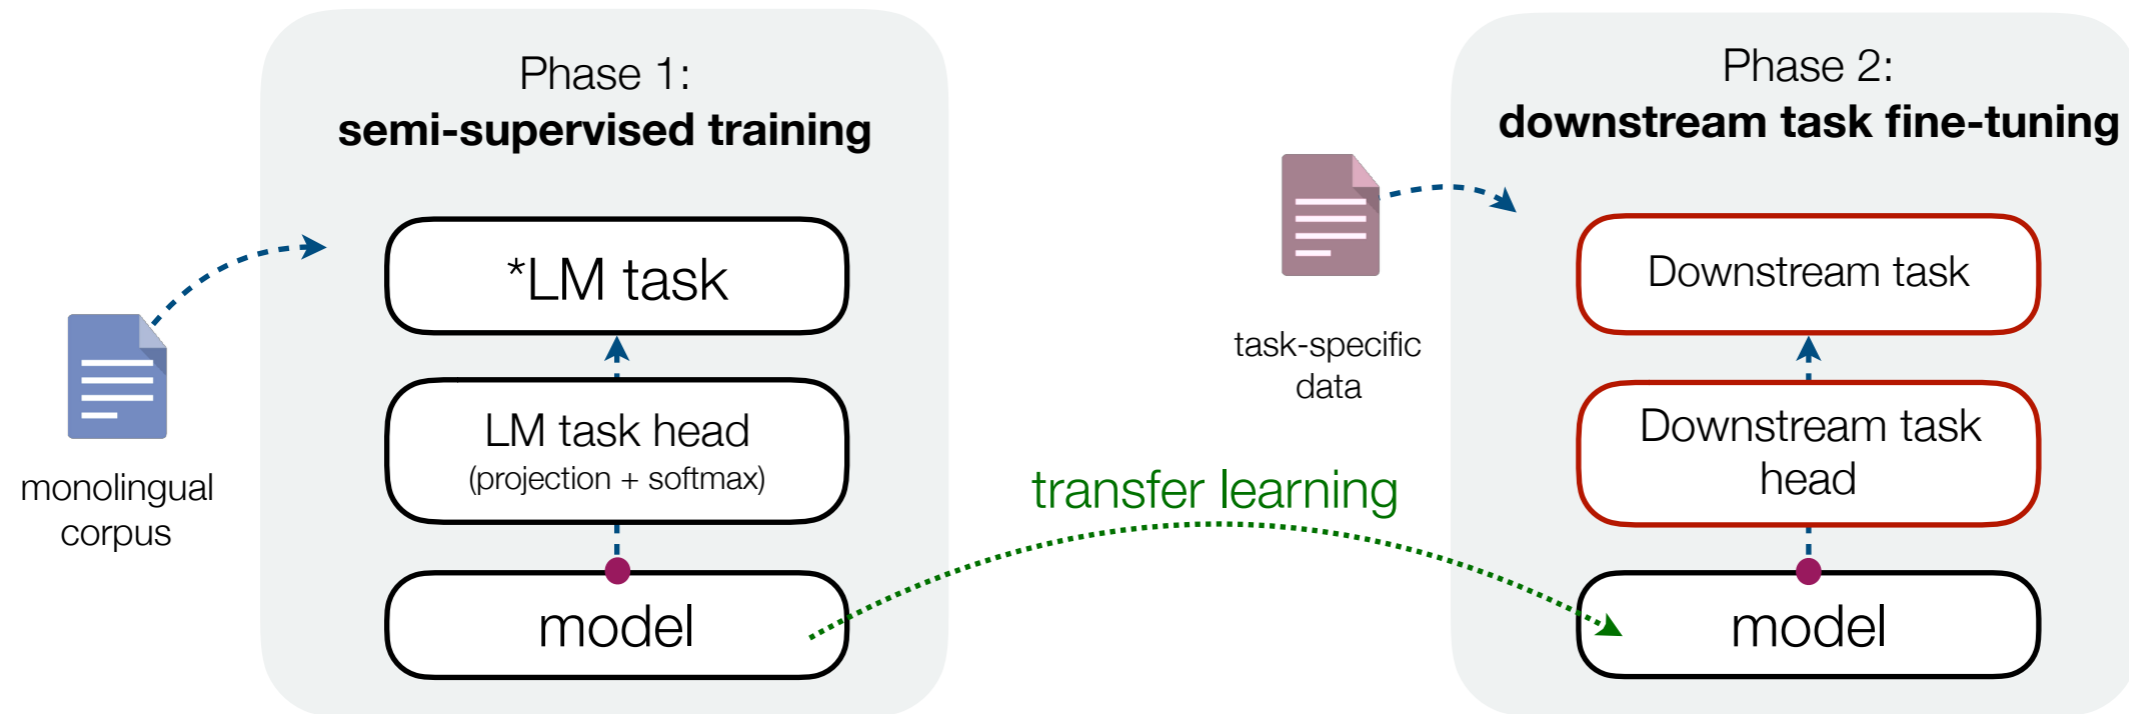 Phase 1:
semi-supervised training
*LM task
LM task head
(projection + softmax)
model
monolingual
corpus
transfer learning
task-specific
data
Phase 2:
downstream task fine-tuning
Downstream task
Downstream task
head
model